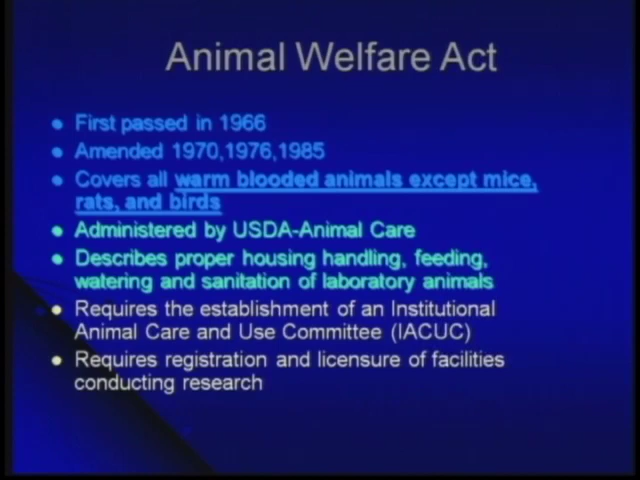 Animal Welfare Act
• First passed in 1966
• Amended 1970,1976,1985
• Covers all warm blooded animals except mice,
rats, and birds
• Administered by USDA-Animal Care
• Describes proper housing handling, feeding,
watering and sanitation of laboratory animals
• Requires the establishment of an Institutional
Animal Care and Use Committee (IACUC)
• Requires registration and licensure of facilities
conducting research